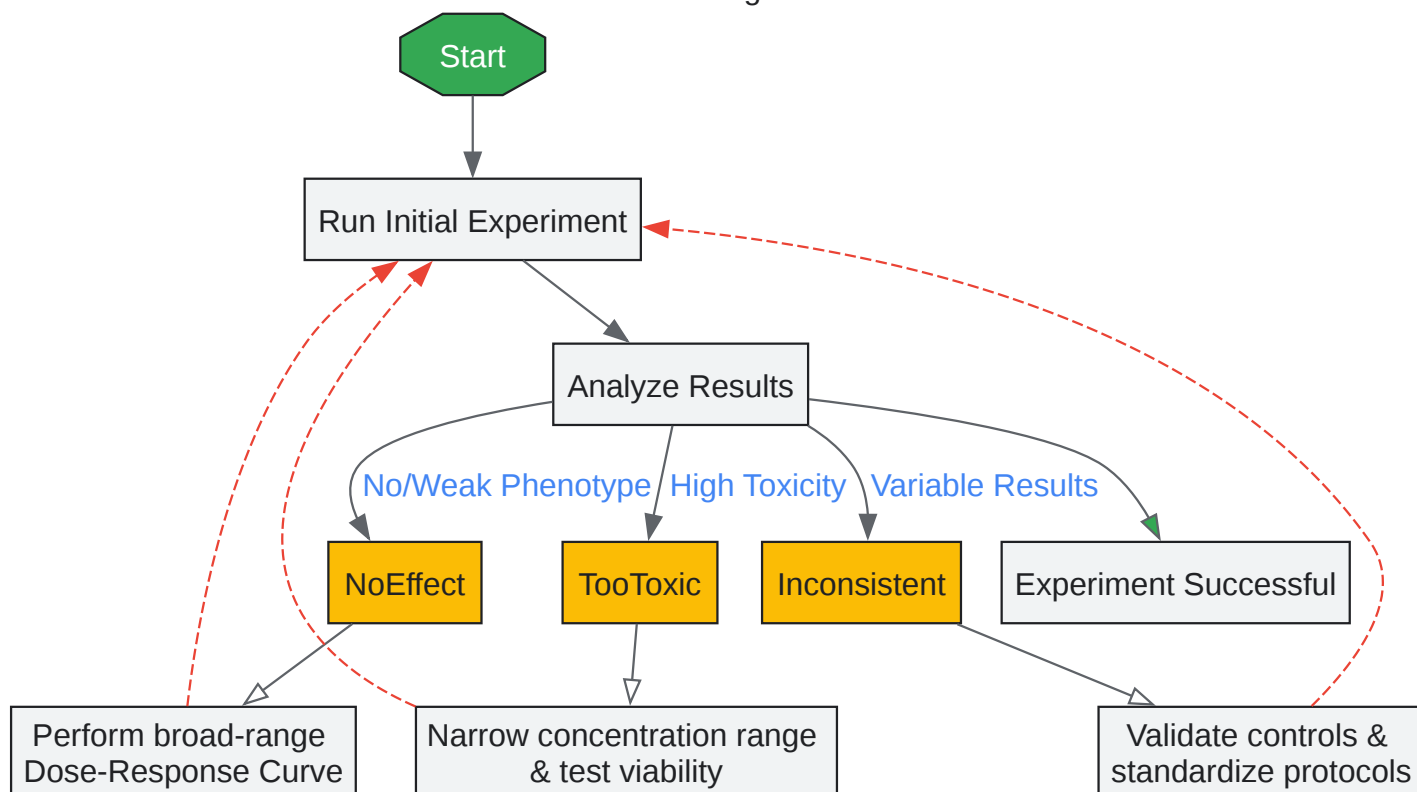 Start
Run Initial Experiment
Analyze Results
No/Weak Phenotype
High Toxicity
Variable Results
NoEffect
TooToxic
Inconsistent
Experiment Successful
Perform broad-range
Dose-Response Curve
Narrow concentration range
& test viability
Validate controls &
standardize protocols